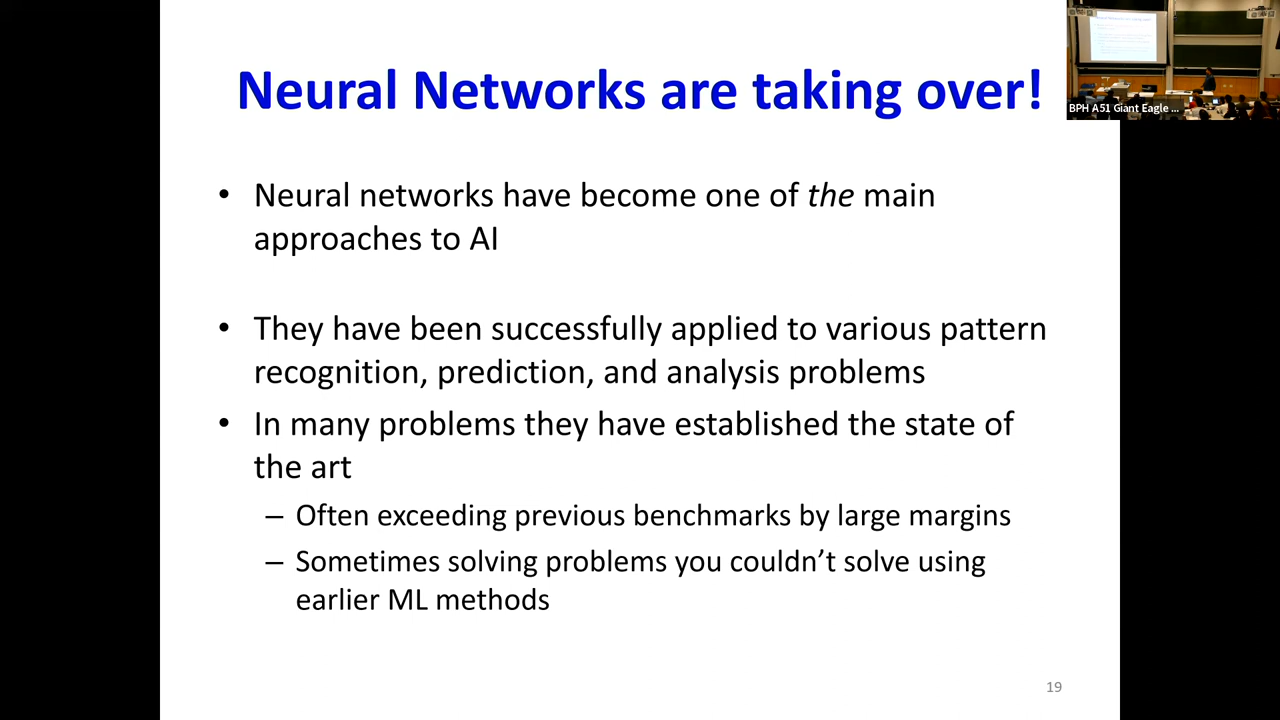 Neural Networks are taking over!
BPH A51 Giant Eagle ...
• Neural networks have become one of the main
approaches to AI
• They have been successfully applied to various pattern
recognition, prediction, and analysis problems
• In many problems they have established the state of
the art
– Often exceeding previous benchmarks by large margins
– Sometimes solving problems you couldn’t solve using
earlier ML methods
19